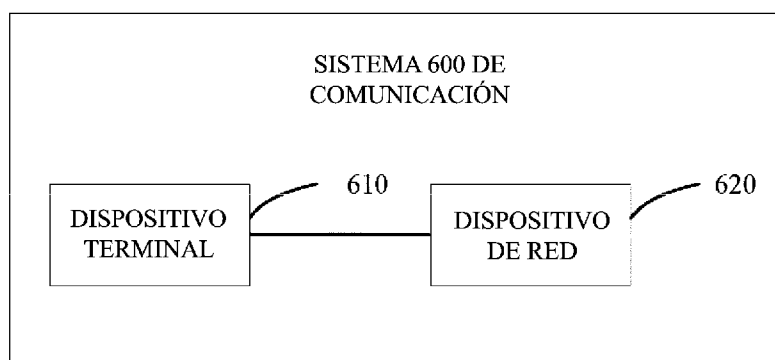 SISTEMA 600 DE
COMUNICACIÓN
610
620
DISPOSITIVO
TERMINAL
DISPOSITIVO
DE RED